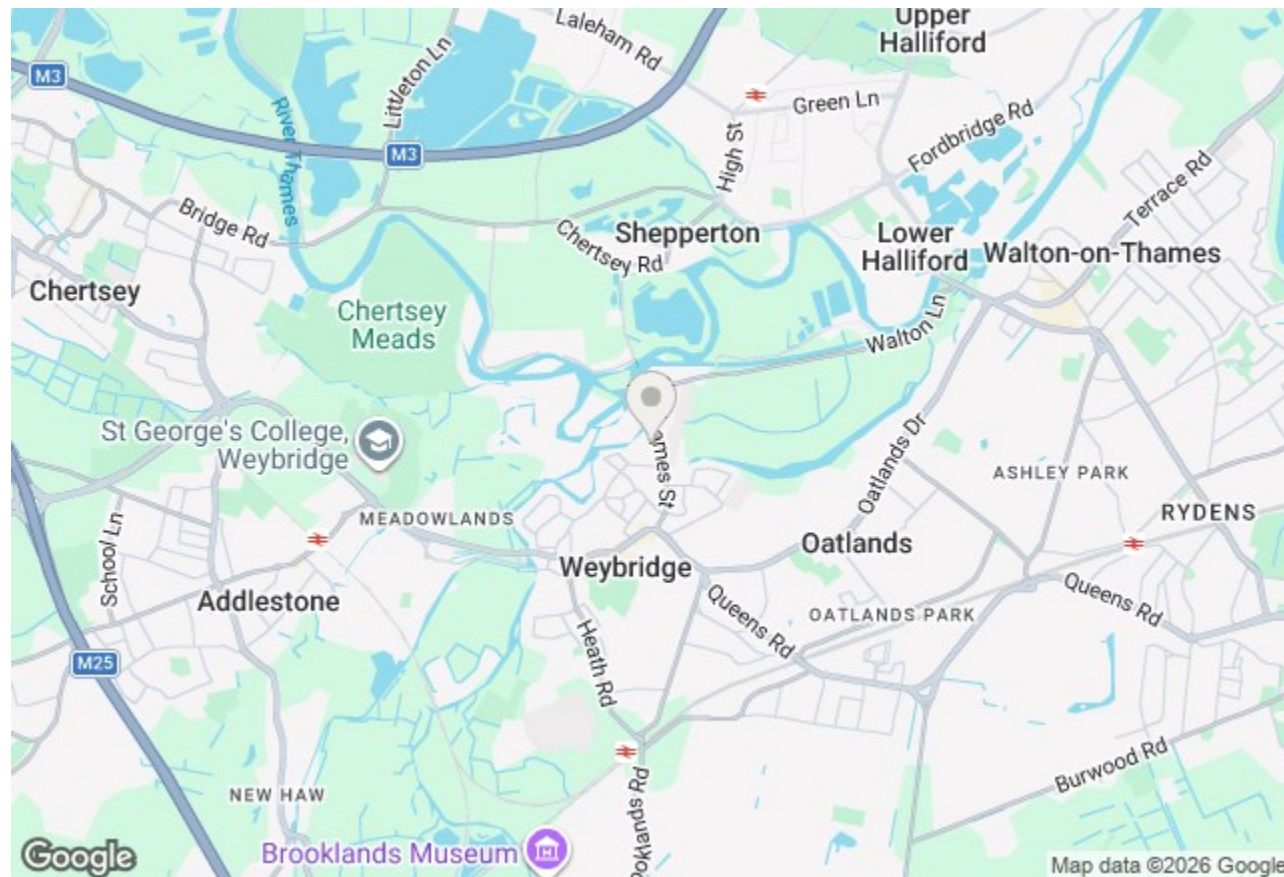 Upper
Halliford
Laleham Rd
Littleton Ln
M3
Green Ln
Fordbridge Rd
High St
River Thames
M3
Terrace Rd
Bridge Rd
Shepperton
Chertsey Rd
Lower
Halliford
Walton-on-Thames
Chertsey
Chertsey
Meads
Walton Ln
St George's College,
Weybridge
ames St
Oatlands Dr
ASHLEY PARK
RYDENS
School Ln
MEADOWLANDS
Oatlands
Weybridge
Addlestone
Queens Rd
Queens Rd
OATLANDS PARK
Heath Rd
M25
Burwood Rd
NEW HAW
Brooklands Museum
Google
Map data ©2026 Google